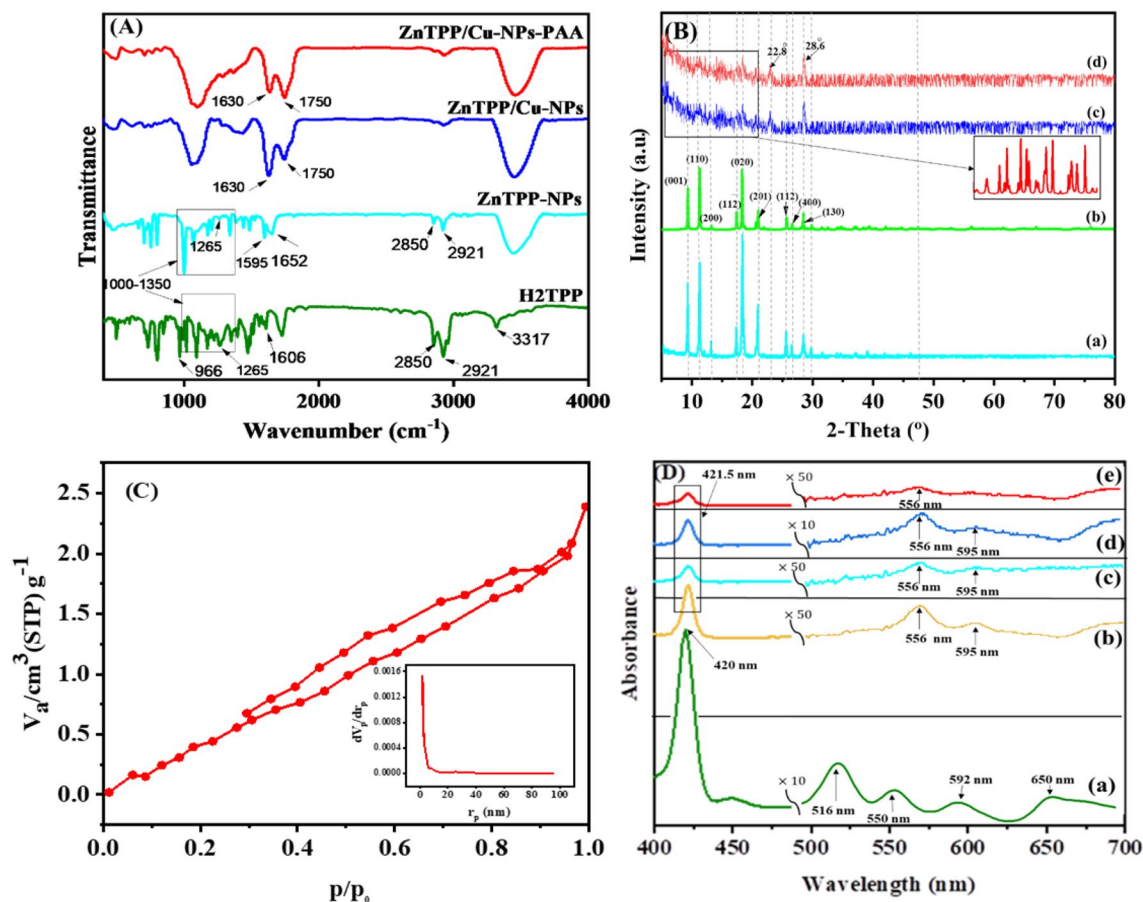 (A)
ZnTPP/Cu-NPs-PAA
1630
1750
ZnTPP/Cu-NPs
1630
1750
ZnTPP-NPs
1265
1595
1652
2850
2921
1000-1350
H2TPP
966
1265
1606
2850
2921
3317
Transmittance
1000 2000 3000 4000
Wavenumber (cm-1)
(B)
22.8°
28.6°
(d)
(c)
(001)
(110)
(200)
(112)
(020)
(201)
(112)
(400)
(130)
(b)
(a)
Intensity (a.u)
10 20 30 40 50 60 70 80
2-Theta (º)
(C)
2.5
2.0
1.5
1.0
0.5
0.0
Va/cm3 (STP) g-1
0.0 0.2 0.4 0.6 0.8 1.0
p/p0
0.0016
0.0012
0.0008
0.0004
0.0000
dVp/drp
0 20 40 60 80 100
rp (nm)
(D)
421.5 nm
× 50
556 nm
(e)
× 10
556 nm
595 nm
(d)
× 50
556 nm
595 nm
(c)
× 50
556 nm
595 nm
(b)
420 nm
× 10
516 nm
550 nm
592 nm
650 nm
(a)
Absorbance
400 450 500 550 600 650 700
Wavelength (nm)